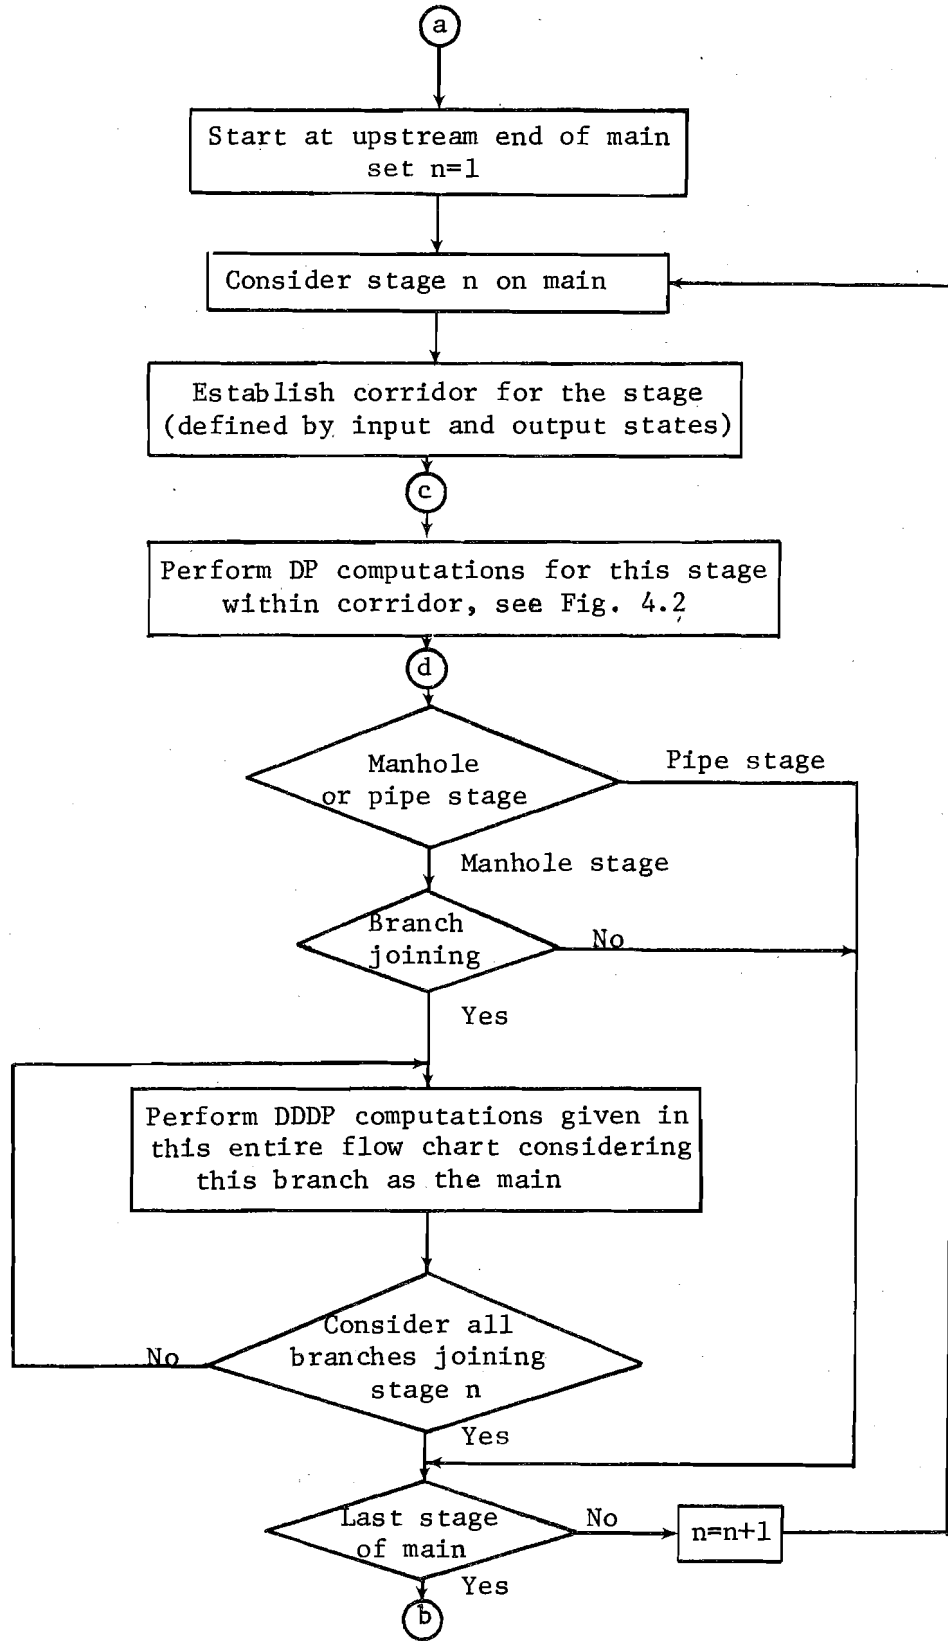 a
Start at upstream end of main
set n=1
Consider stage n on main
Establish corridor for the stage
(defined by input and output states)
c
Perform DP computations for this stage
within corridor, see Fig. 4.2
d
Manhole
or pipe stage
Pipe stage
Manhole stage
Branch
joining
No
Yes
Perform DDDP computations given in
this entire flow chart considering
this branch as the main
Consider all
branches joining
stage n
No
Yes
Last stage
of main
No
n=n+1
Yes
b